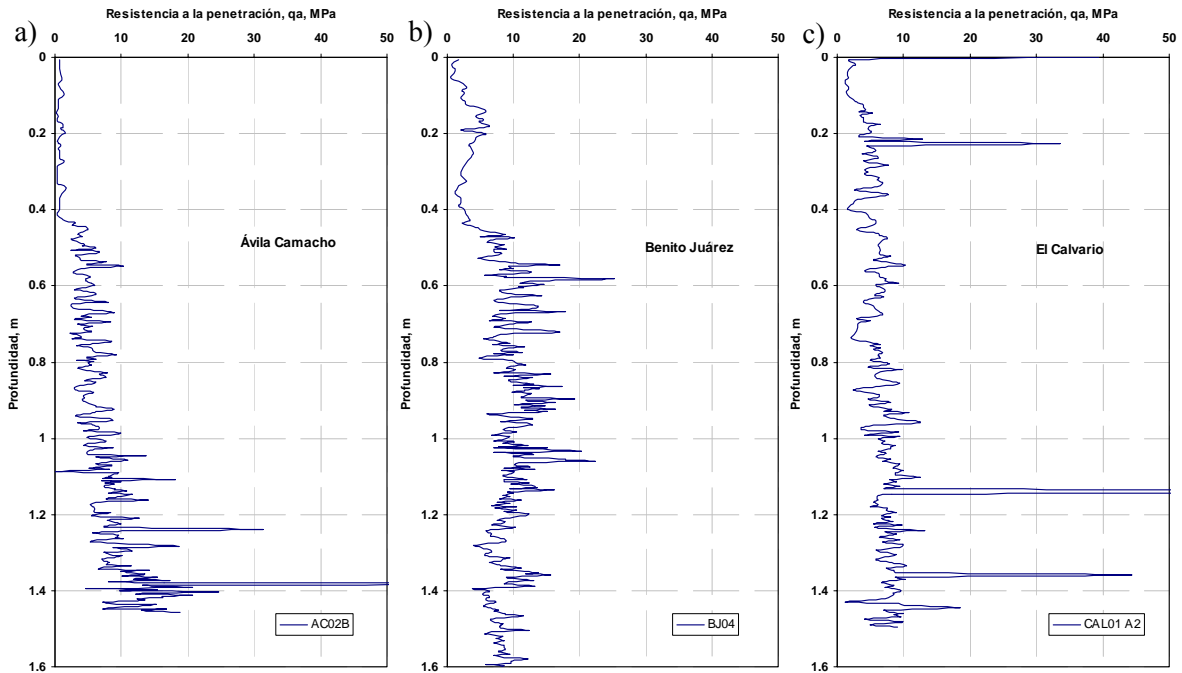 a)
Resistencia a la penetración, qa, MPa
0 10 20 30 40 50
0
0.2
0.4
0.6
0.8
1
1.2
1.4
1.6
Profundidad, m
Ávila Camacho
AC02B
b)
Resistencia a la penetración, qa, MPa
0 10 20 30 40 50
0
0.2
0.4
0.6
0.8
1
1.2
1.4
1.6
Profundidad, m
Benito Juárez
BJ04
c)
Resistencia a la penetración, qa, MPa
0 10 20 30 40 50
0
0.2
0.4
0.6
0.8
1
1.2
1.4
1.6
Profundidad, m
El Calvario
CAL01 A2